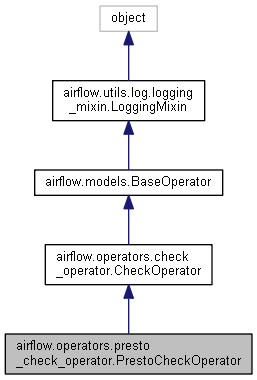 object
airflow.utils.log.logging
_mixin.LoggingMixin
airflow.models.BaseOperator
airflow.operators.check
_operator.CheckOperator
airflow.operators.presto
_check_operator.PrestoCheckOperator